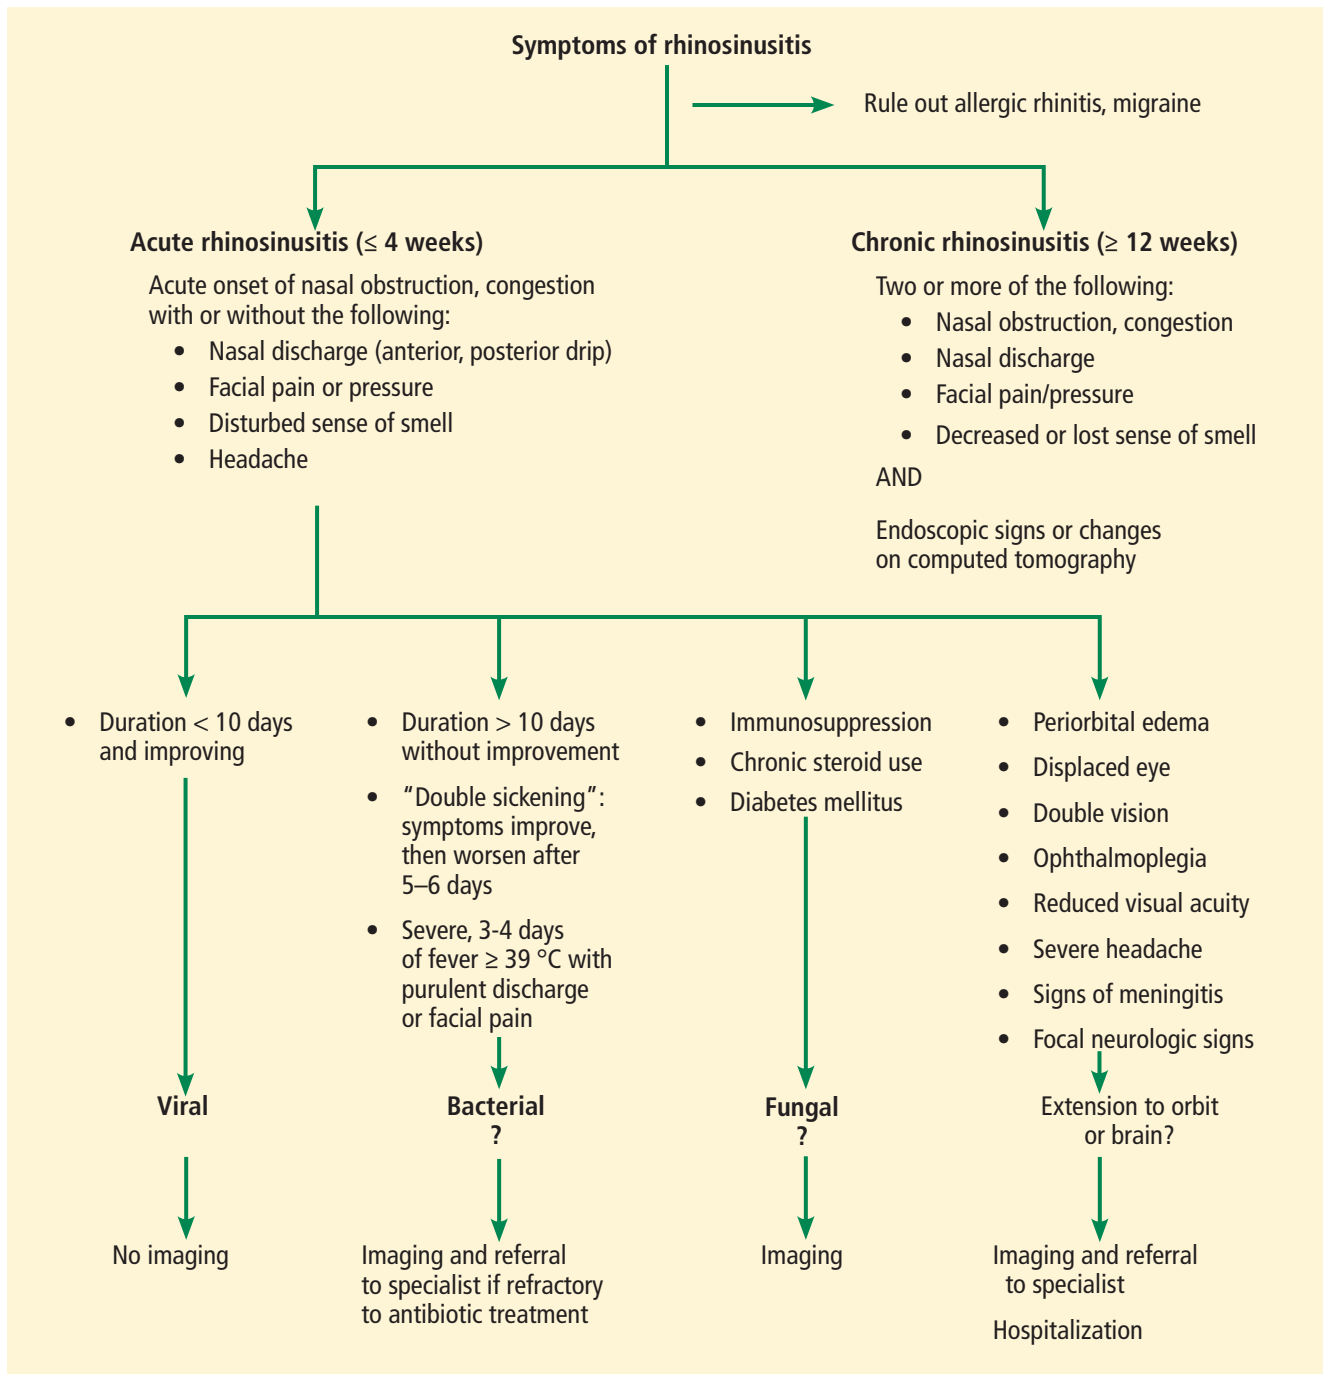 Symptoms of rhinosinusitis
Rule out allergic rhinitis, migraine
Acute rhinosinusitis (≤ 4 weeks)
Acute onset of nasal obstruction, congestion
with or without the following:
• Nasal discharge (anterior, posterior drip)
• Facial pain or pressure
• Disturbed sense of smell
• Headache
Chronic rhinosinusitis (≥ 12 weeks)
Two or more of the following:
• Nasal obstruction, congestion
• Nasal discharge
• Facial pain/pressure
• Decreased or lost sense of smell
AND
Endoscopic signs or changes
on computed tomography
• Duration < 10 days
and improving
Viral
No imaging
• Duration > 10 days
without improvement
• “Double sickening”:
symptoms improve,
then worsen after
5–6 days
• Severe, 3-4 days
of fever ≥ 39 °C with
purulent discharge
or facial pain
Bacterial
?
Imaging and referral
to specialist if refractory
to antibiotic treatment
• Immunosuppression
• Chronic steroid use
• Diabetes mellitus
Fungal
?
Imaging
• Periorbital edema
• Displaced eye
• Double vision
• Ophthalmoplegia
• Reduced visual acuity
• Severe headache
• Signs of meningitis
• Focal neurologic signs
Extension to orbit
or brain?
Imaging and referral
to specialist
Hospitalization